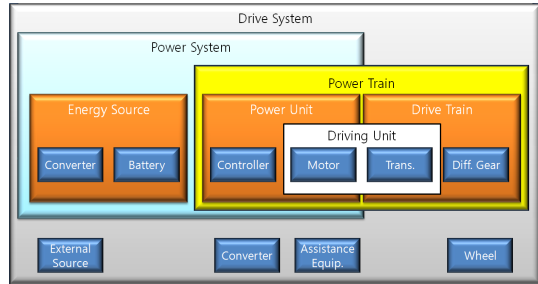 Drive System
Power System
Power Train
Energy Source
Power Unit
Drive Train
Driving Unit
Converter
Battery
Controller
Motor
Trans.
Diff. Gear
External
Source
Converter
Assistance
Equip.
Wheel